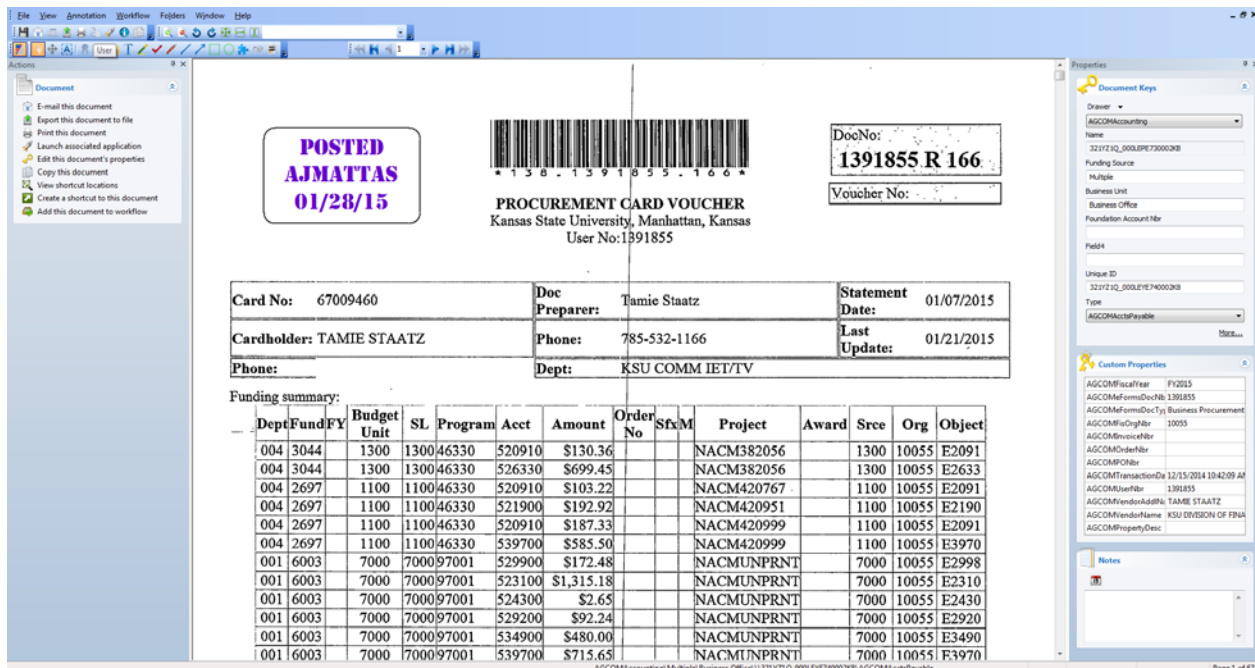 File View Annotation Workflow Folders Window Help
User
1
Actions
Document
E-mail this document
Export this document to file
Print this document
Launch associated application
Edit this document's properties
Copy this document
View shortcut locations
Create a shortcut to this document
Add this document to workflow
POSTED
AJMATTAS
01/28/15
*138.1391855.166*
PROCUREMENT CARD VOUCHER
Kansas State University, Manhattan, Kansas
User No:1391855
DocNo:
1391855 R 166
Voucher No:
Card No: 67009460 Doc Preparer: Tamie Staatz Statement Date: 01/07/2015
Cardholder: TAMIE STAATZ Phone: 785-532-1166 Last Update: 01/21/2015
Phone: Dept: KSU COMM IET/TV
Funding summary:
Dept Fund FY Budget Unit SL Program Acct Amount Order No Sfx M Project Award Srce Org Object
004 3044 1300 1300 46330 520910 $130.36 NACM382056 1300 10055 E2091
004 3044 1300 1300 46330 526330 $699.45 NACM382056 1300 10055 E2633
004 2697 1100 1100 46330 520910 $103.22 NACM420767 1100 10055 E2091
004 2697 1100 1100 46330 521900 $192.92 NACM420951 1100 10055 E2190
004 2697 1100 1100 46330 520910 $187.33 NACM420999 1100 10055 E2091
004 2697 1100 1100 46330 539700 $585.50 NACM420999 1100 10055 E3970
001 6003 7000 7000 97001 529900 $172.48 NACMUNPRNT 7000 10055 E2998
001 6003 7000 7000 97001 523100 $1,315.18 NACMUNPRNT 7000 10055 E2310
001 6003 7000 7000 97001 524300 $2.65 NACMUNPRNT 7000 10055 E2430
001 6003 7000 7000 97001 529200 $92.24 NACMUNPRNT 7000 10055 E2920
001 6003 7000 7000 97001 534900 $480.00 NACMUNPRNT 7000 10055 E3490
001 6003 7000 7000 97001 539700 $715.65 NACMUNPRNT 7000 10055 E3970
Properties
Document Keys
Drawer
AGCOMAccounting
Name
321YZ1Q_000LEPE730002KB
Funding Source
Multiple
Business Unit
Business Office
Foundation Account Nbr
Field4
Unique ID
321YZ1Q_000LEYE740002KB
Type
AGCOMAcctsPayable
More...
Custom Properties
AGCOMFiscalYear FY2015
AGCOMeFormsDocNb 1391855
AGCOMeFormsDocTy Business Procurement
AGCOMFisOrgNbr 10055
AGCOMInvoiceNbr
AGCOMOrderNbr
AGCOMPONbr
AGCOMTransactionDa 12/15/2014 10:42:09 AM
AGCOMUserNbr 1391855
AGCOMVendorAddlNa TAMIE STAATZ
AGCOMVendorName KSU DIVISION OF FINA
AGCOMPropertyDesc
Notes
Page 1 of 67